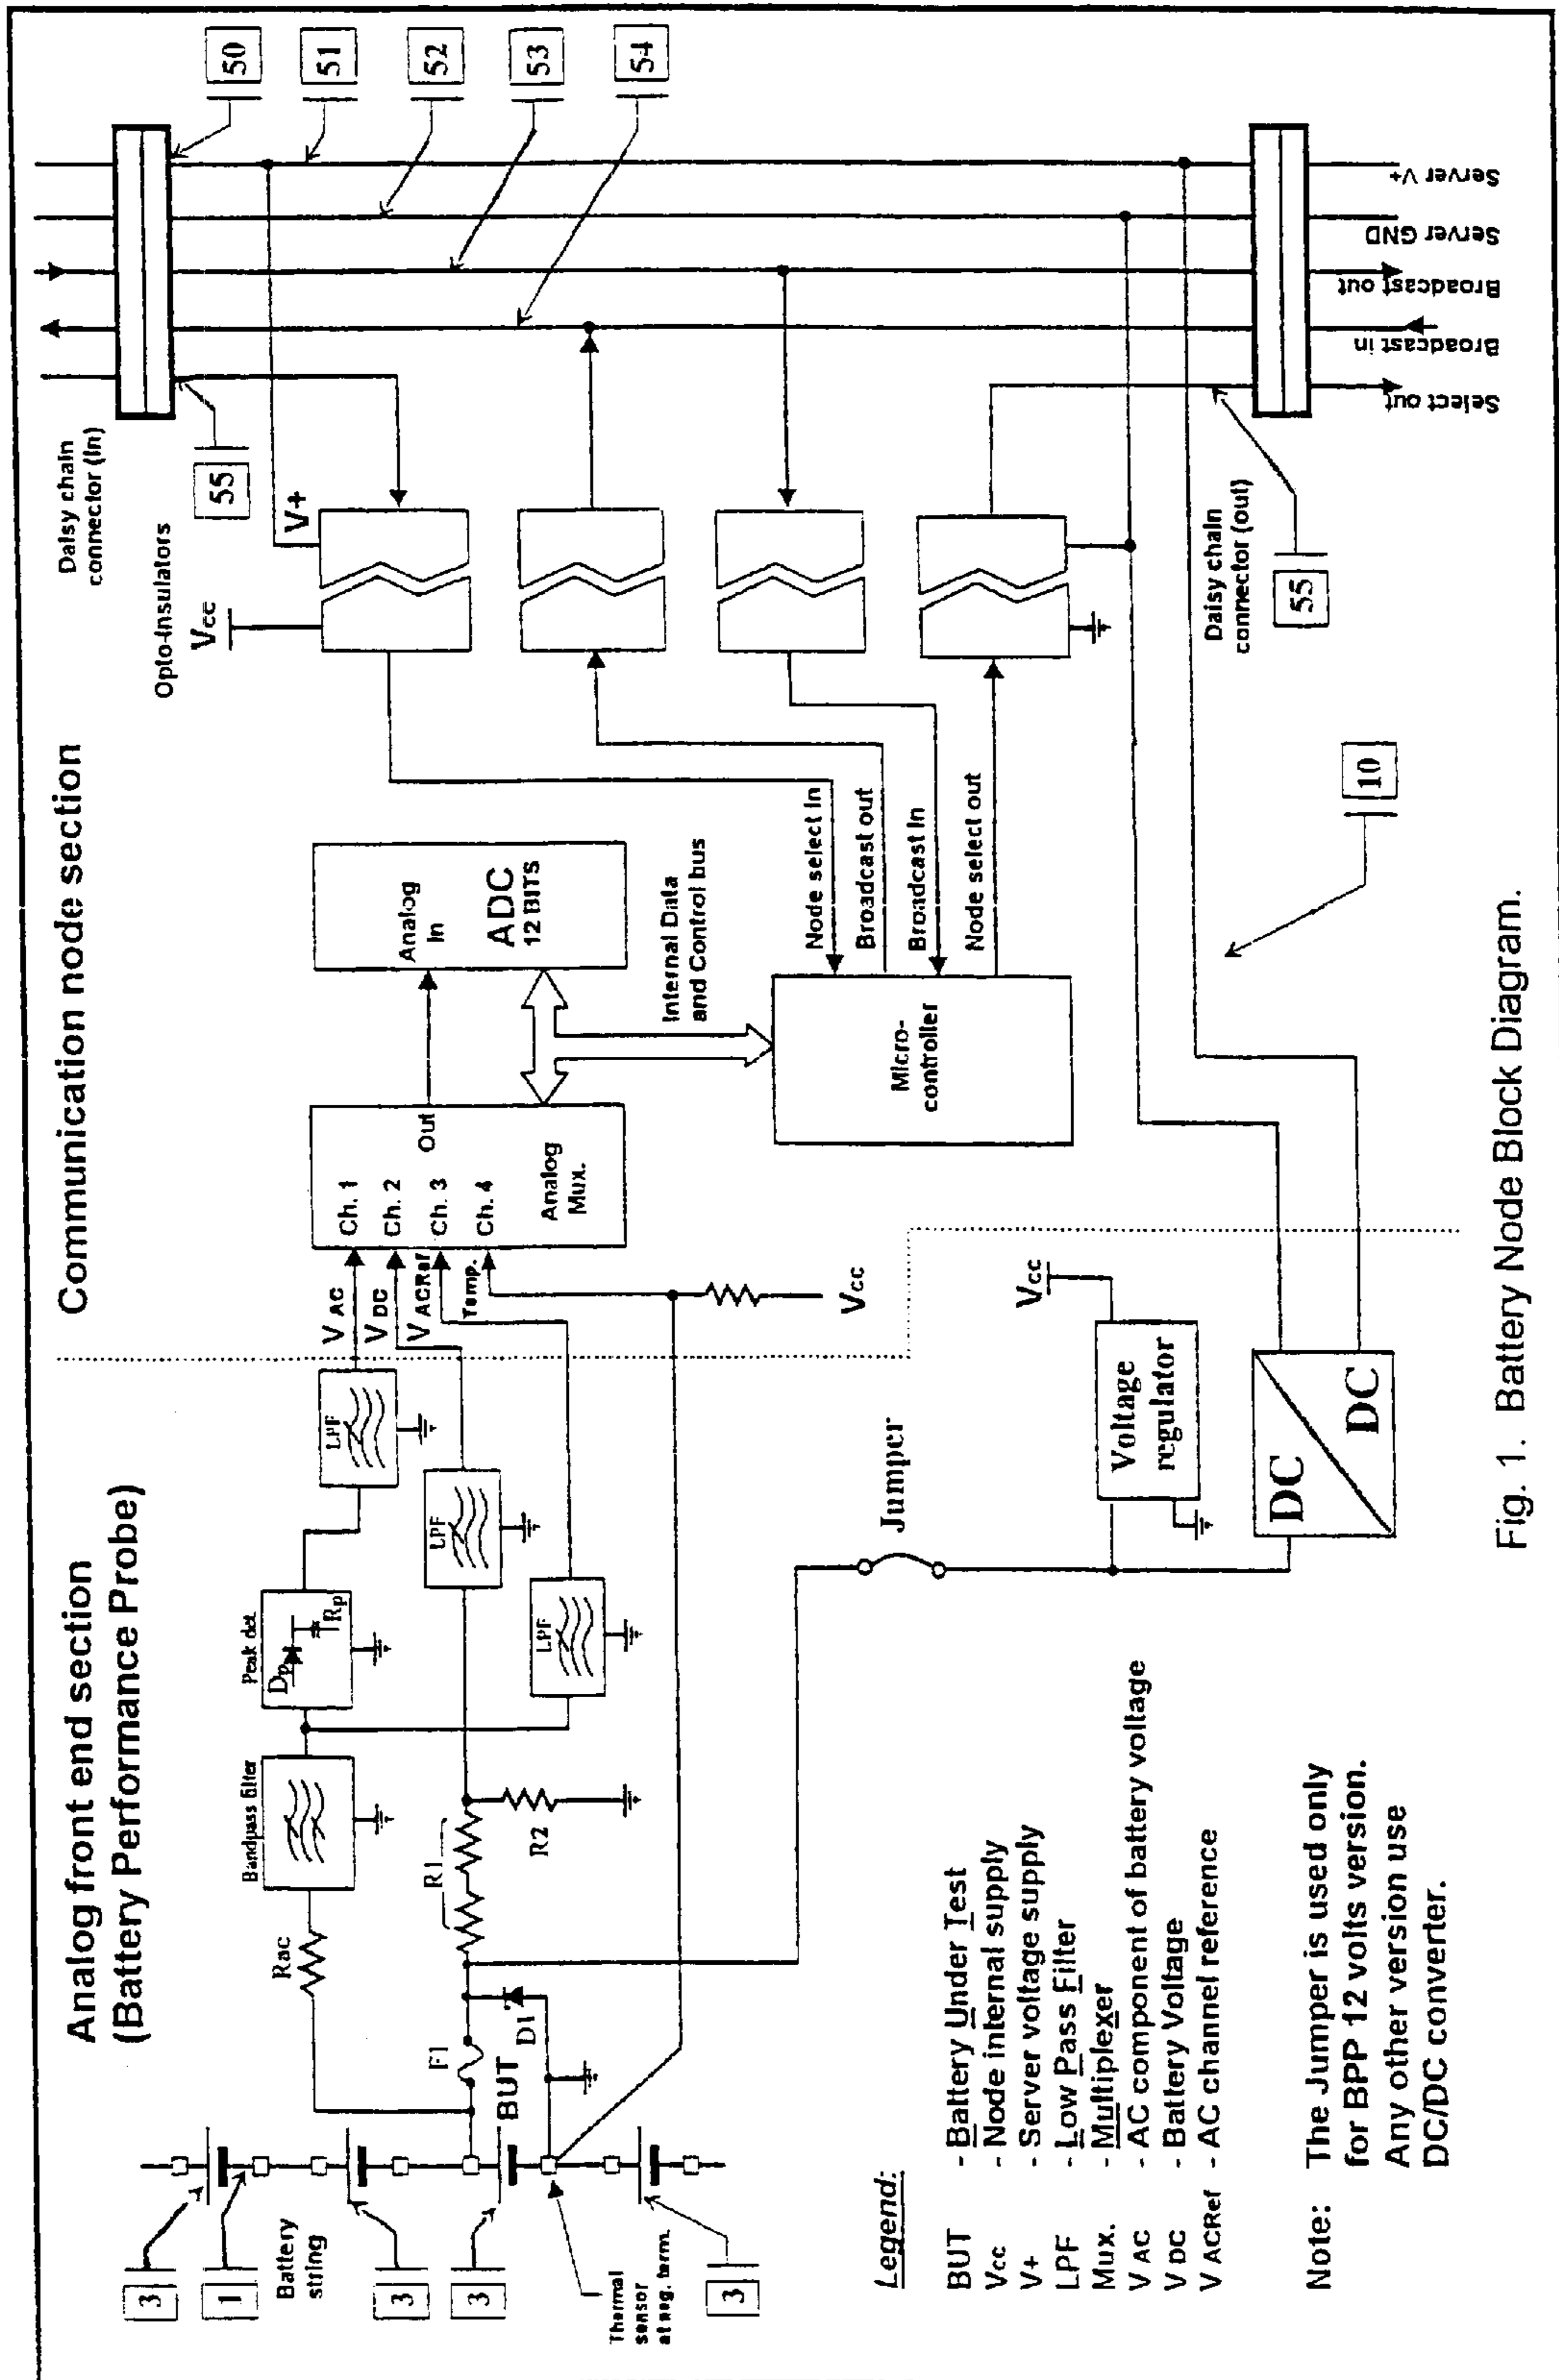 Analog front end section
(Battery Performance Probe)
Communication node section
3
1
Battery
string
3
3
BUT
Thermal
sensor
at neg. term.
3
Rac
Bandpass filter
Peak det.
Dp
Rp
LPF
F1
D1
R1
R2
LPF
LPF
V AC
V DC
V ACRef
Temp.
Ch. 1
Ch. 2
Ch. 3
Ch. 4
Out
Analog
Mux.
Analog
In
ADC
12 BITS
Internal Data
and Control bus
Micro-
controller
Node select In
Broadcast out
Broadcast In
Node select out
Vcc
Opto-Insulators
Vcc
V+
Daisy chain
connector (In)
55
50
51
52
53
54
Daisy chain
connector (out)
55
Server V+
Server GND
Broadcast out
Broadcast in
Select out
10
Jumper
Vcc
Voltage
regulator
DC
DC
Legend:
BUT - Battery Under Test
Vcc - Node internal supply
V+ - Server voltage supply
LPF - Low Pass Filter
Mux. - Multiplexer
V AC - AC component of battery voltage
V DC - Battery Voltage
V ACRef - AC channel reference
Note: The Jumper is used only
for BPP 12 volts version.
Any other version use
DC/DC converter.
Fig. 1. Battery Node Block Diagram.